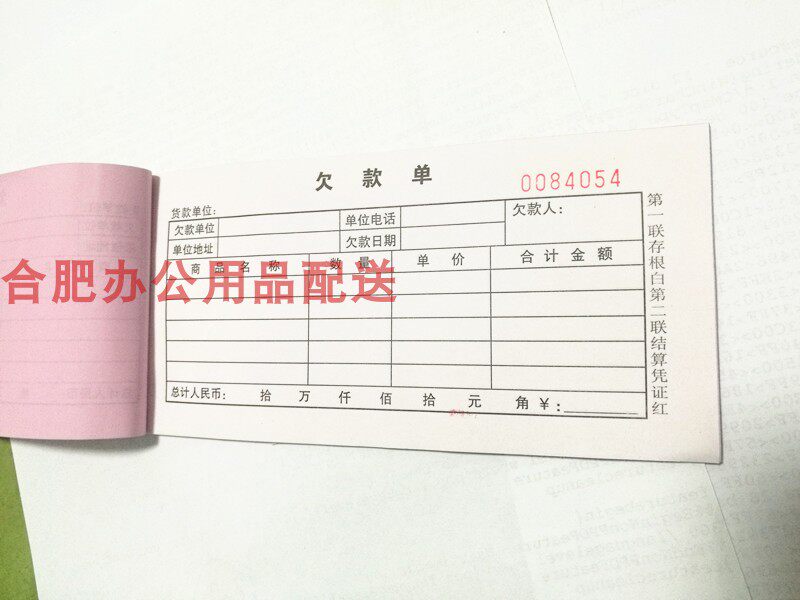 欠款单
0084054
货款单位:
欠款单位 单位电话 欠款人:
单位地址 欠款日期
商品名称 数量 单价 合计金额
总计人民币: 拾 万 仟 佰 拾 元 角 ¥:
第一联存根白第二联结算凭证红
合肥办公用品配送